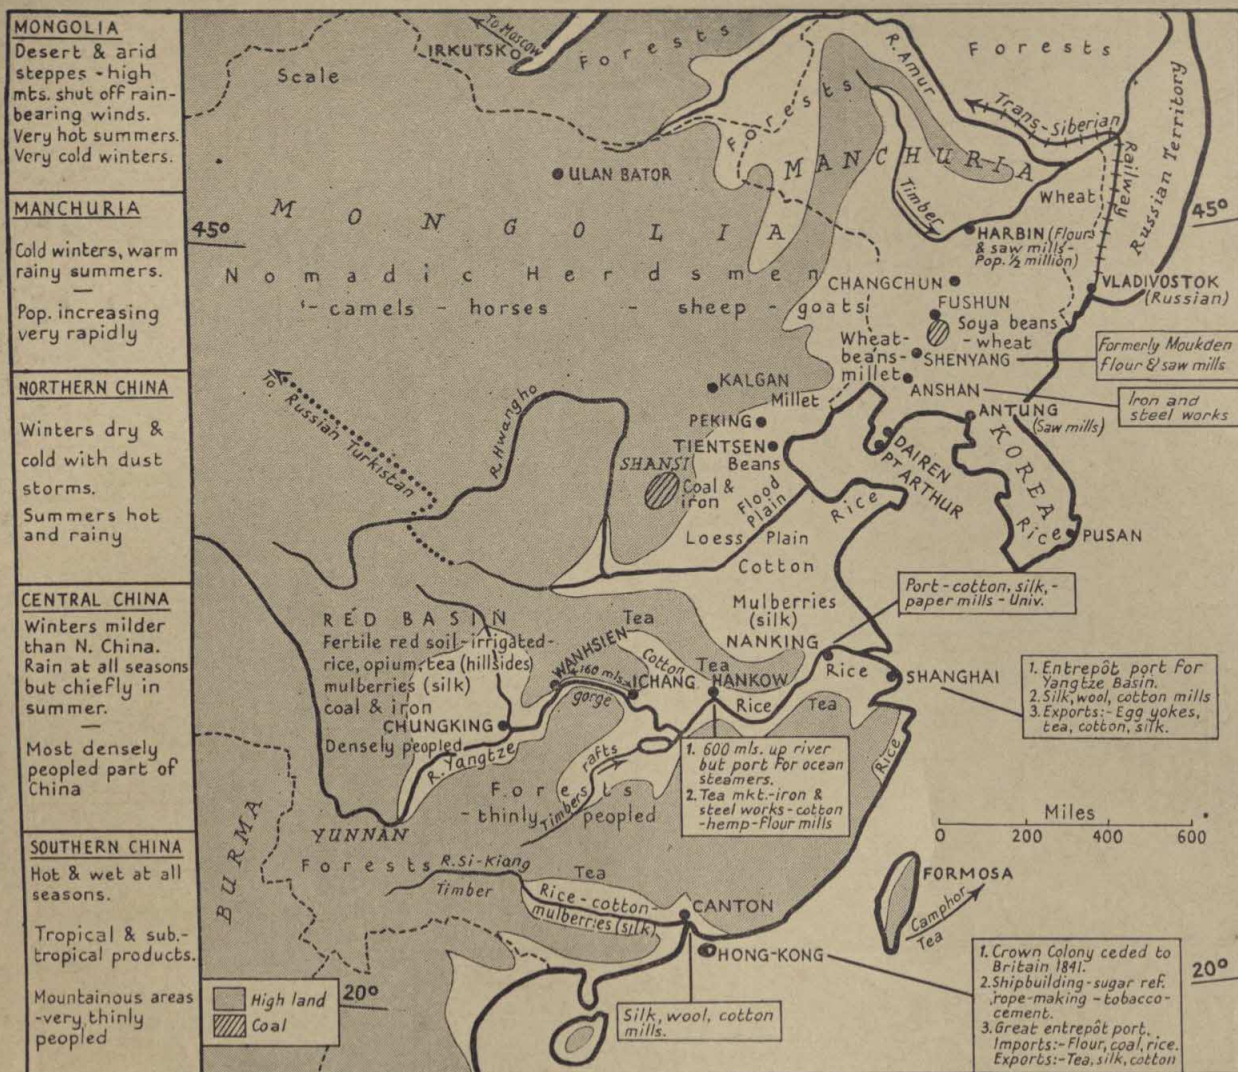 MONGOLIA
Desert & arid
steppes - high
mts. shut off rain-
bearing winds.
Very hot summers.
Very cold winters.
MANCHURIA
Cold winters, warm
rainy summers.
—
Pop. increasing
very rapidly
NORTHERN CHINA
Winters dry &
cold with dust
storms.
Summers hot
and rainy
CENTRAL CHINA
Winters milder
than N. China.
Rain at all seasons
but chiefly in
summer.
—
Most densely
peopled part of
China
SOUTHERN CHINA
Hot & wet at all
seasons.
Tropical & sub.-
tropical products.
Mountainous areas
-very thinly
peopled
To Moscow
IRKUTSK
Scale
Forests
R. Amur
Forests
Trans-Siberian
Railway
Russian Territory
Forests
MANCHURIA
Timber
Wheat
ULAN BATOR
45°
45°
MONGOLIA
Nomadic Herdsmen
'- camels - horses - sheep - goats
HARBIN (Flours
& saw mills-
Pop. ½ million)
CHANGCHUN
VLADIVOSTOK
(Russian)
FUSHUN
Soya beans
- wheat
Wheat-
beans-
millet
SHENYANG
Formerly Moukden
flour & saw mills
ANSHAN
Iron and
steel works
To Russian Turkistan
R. Hwangho
KALGAN
Millet
PEKING
TIENTSEN
Beans
ANTUNG
(Saw mills)
DAIREN
PT ARTHUR
KOREA
Rice
PUSAN
SHANSI
Coal &
iron
Flood
Plain
Rice
Loess Plain
Cotton
Port-cotton, silk,-
-paper mills - Univ.
Mulberries
(silk)
NANKING
RED BASIN
Fertile red soil-irrigated-
rice, opium, tea (hillsides)
mulberries (silk)
coal & iron
CHUNGKING
Densely peopled
R. Yangtze
Tea
WANHSIEN
160 mls.
gorge
Cotton
ICHANG
Tea
HANKOW
Rice
Rice
Tea
SHANGHAI
1. Entrepôt port for
Yangtze Basin.
2. Silk, wool, cotton mills
3. Exports:- Egg yokes,
tea, cotton, silk.
1. 600 mls. up river
but port for ocean
steamers.
2. Tea mkt.-iron &
steel works - cotton
-hemp-flour mills
Rice
Timbers rafts
Forests
- thinly peopled
Miles
0 200 400 600
BURMA
YUNNAN
Forests
R. Si-Kiang
Timber
Tea
Rice - cotton-
mulberries (silk)
CANTON
HONG-KONG
FORMOSA
Camphor
Tea
1. Crown Colony ceded to
Britain 1841.
2. Shipbuilding-sugar ref.
rope-making - tobacco-
cement.
3. Great entrepôt port.
Imports:- Flour, coal, rice.
Exports:- Tea, silk, cotton
20°
20°
High land
Coal
Silk, wool, cotton
mills.